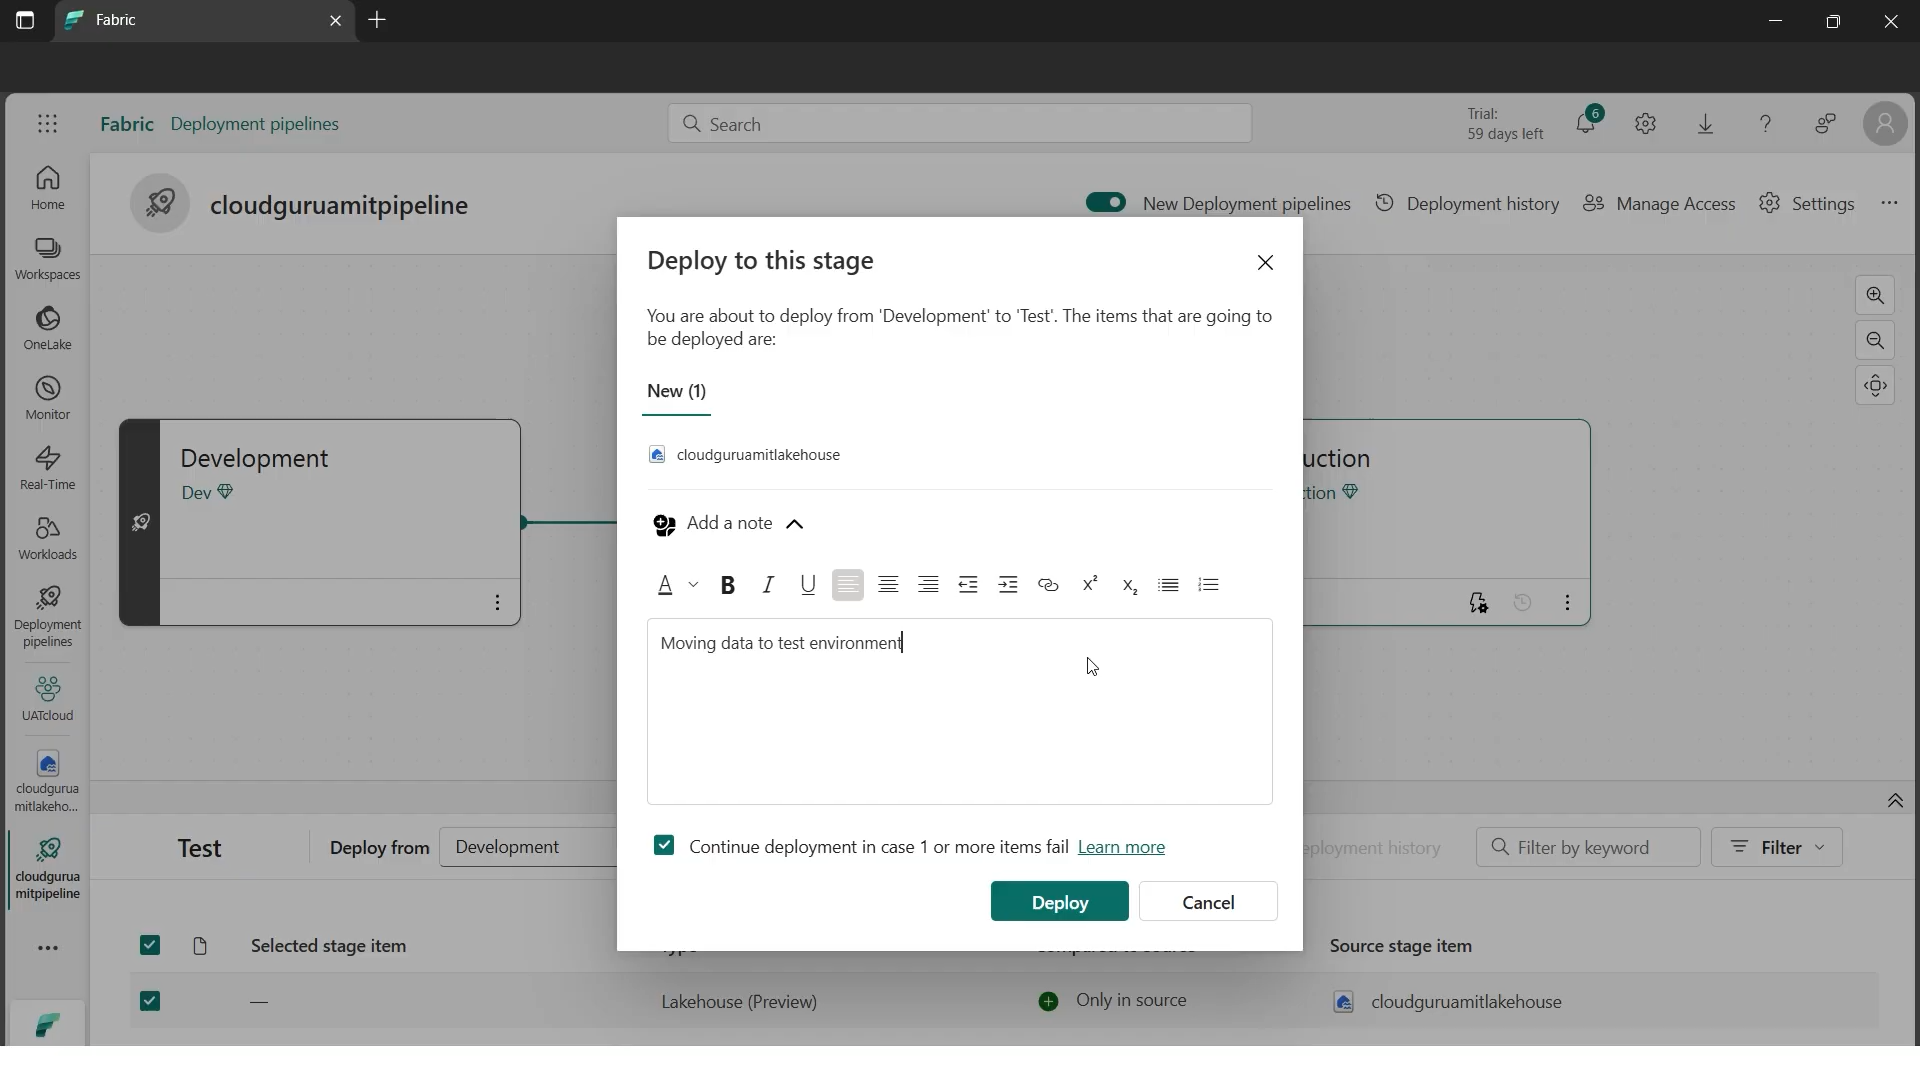 Fabric
Fabric Deployment pipelines
Search
Trial:
59 days left
6
Home
Workspaces
OneLake
Monitor
Real-Time
Workloads
Deployment
pipelines
UATcloud
cloudgurua
mitlakeho...
cloudgurua
mitpipeline
cloudguruamitpipeline
New Deployment pipelines
Deployment history
Manage Access
Settings
Development
Dev
uction
tion
Deploy to this stage
You are about to deploy from 'Development' to 'Test'. The items that are going to
be deployed are:
New (1)
cloudguruamitlakehouse
Add a note
A B I U x² x₂
Moving data to test environment
Continue deployment in case 1 or more items fail Learn more
Deploy Cancel
Test Deploy from Development
eployment history
Filter by keyword
Filter
Selected stage item
Source stage item
—
Lakehouse (Preview)
Only in source
cloudguruamitlakehouse